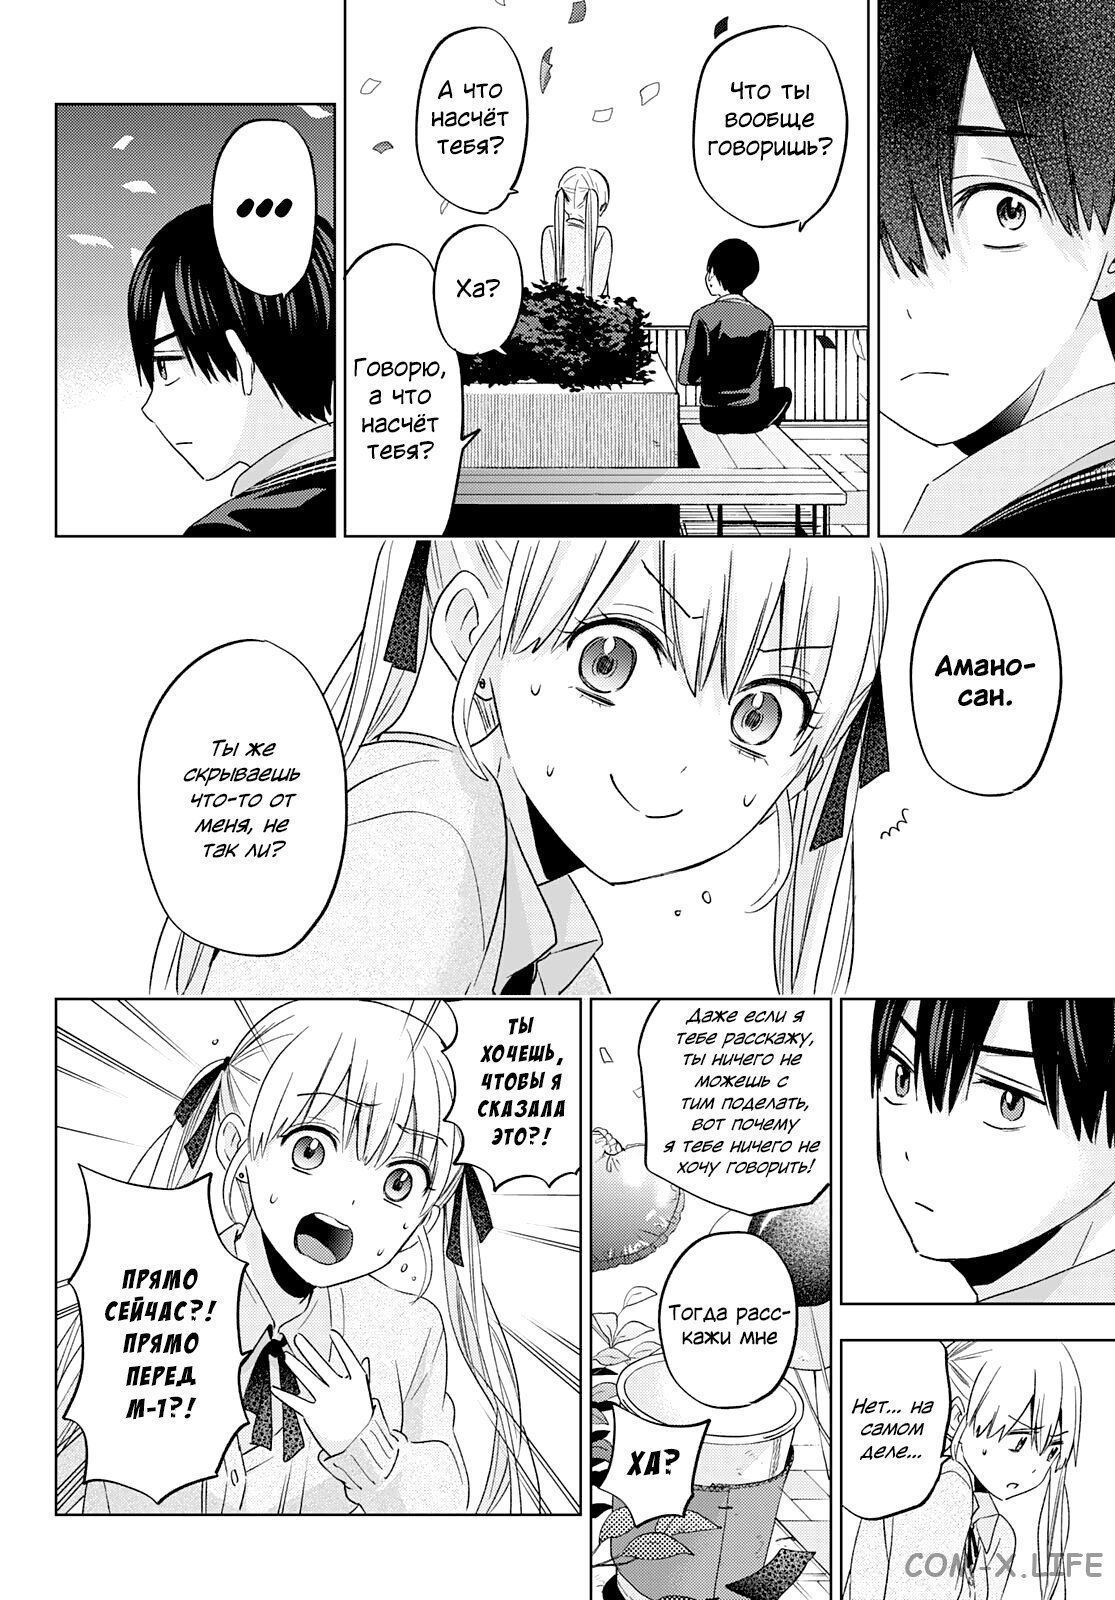 Что ты
вообще
говоришь?
А что
насчёт
тебя?
Ха?
Говорю,
а что
насчёт
тебя?
...
Амано-
сан.
Ты же
скрываешь
что-то от
меня, не
так ли?
Нет... на
самом
деле...
Даже если я
тебе расскажу,
ты ничего не
можешь с
тим поделать,
вот почему
я тебе ничего не
хочу говорить!
Тогда расс-
кажи мне
ХА?
ТЫ
ХОЧЕШЬ,
ЧТОБЫ Я
СКАЗАЛА
ЭТО?!
ПРЯМО
СЕЙЧАС?!
ПРЯМО
ПЕРЕД
М-1?!
COM-X.LIFE